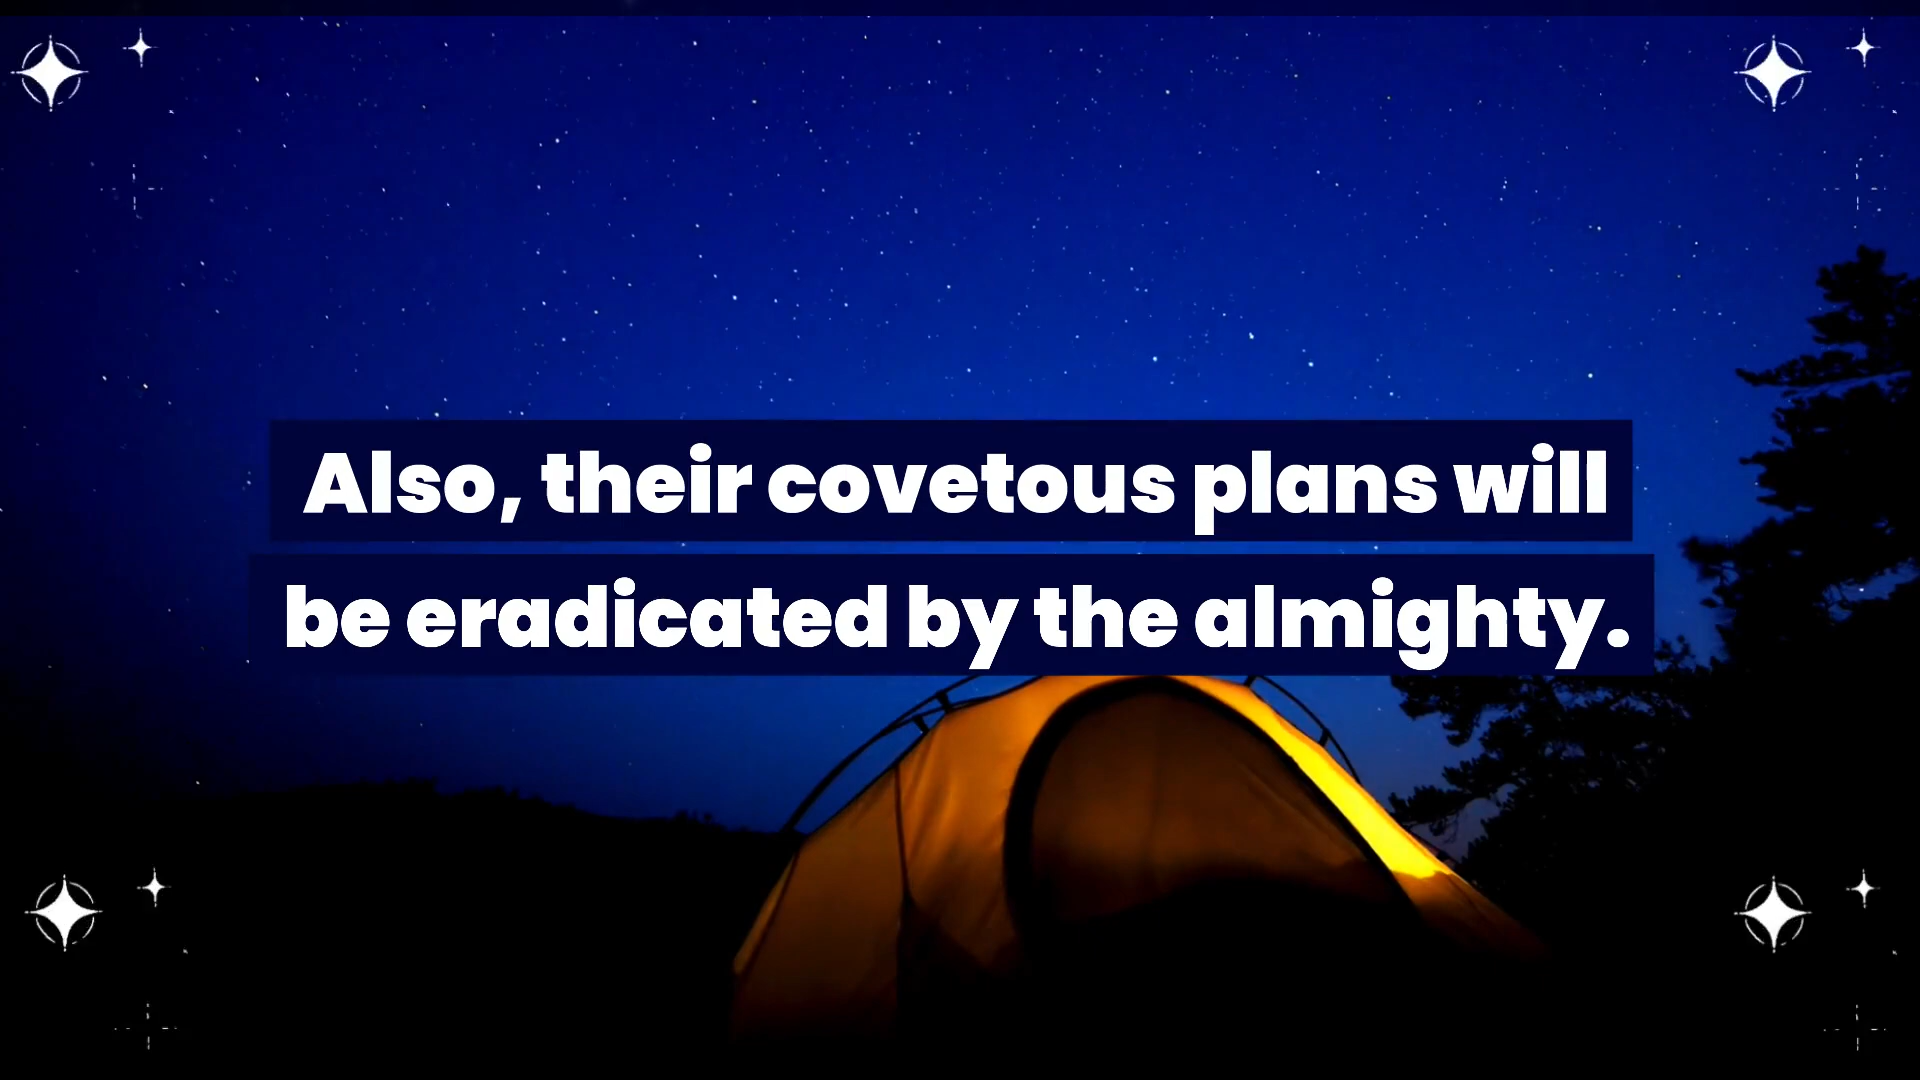 Also, their covetous plans will
be eradicated by the almighty.